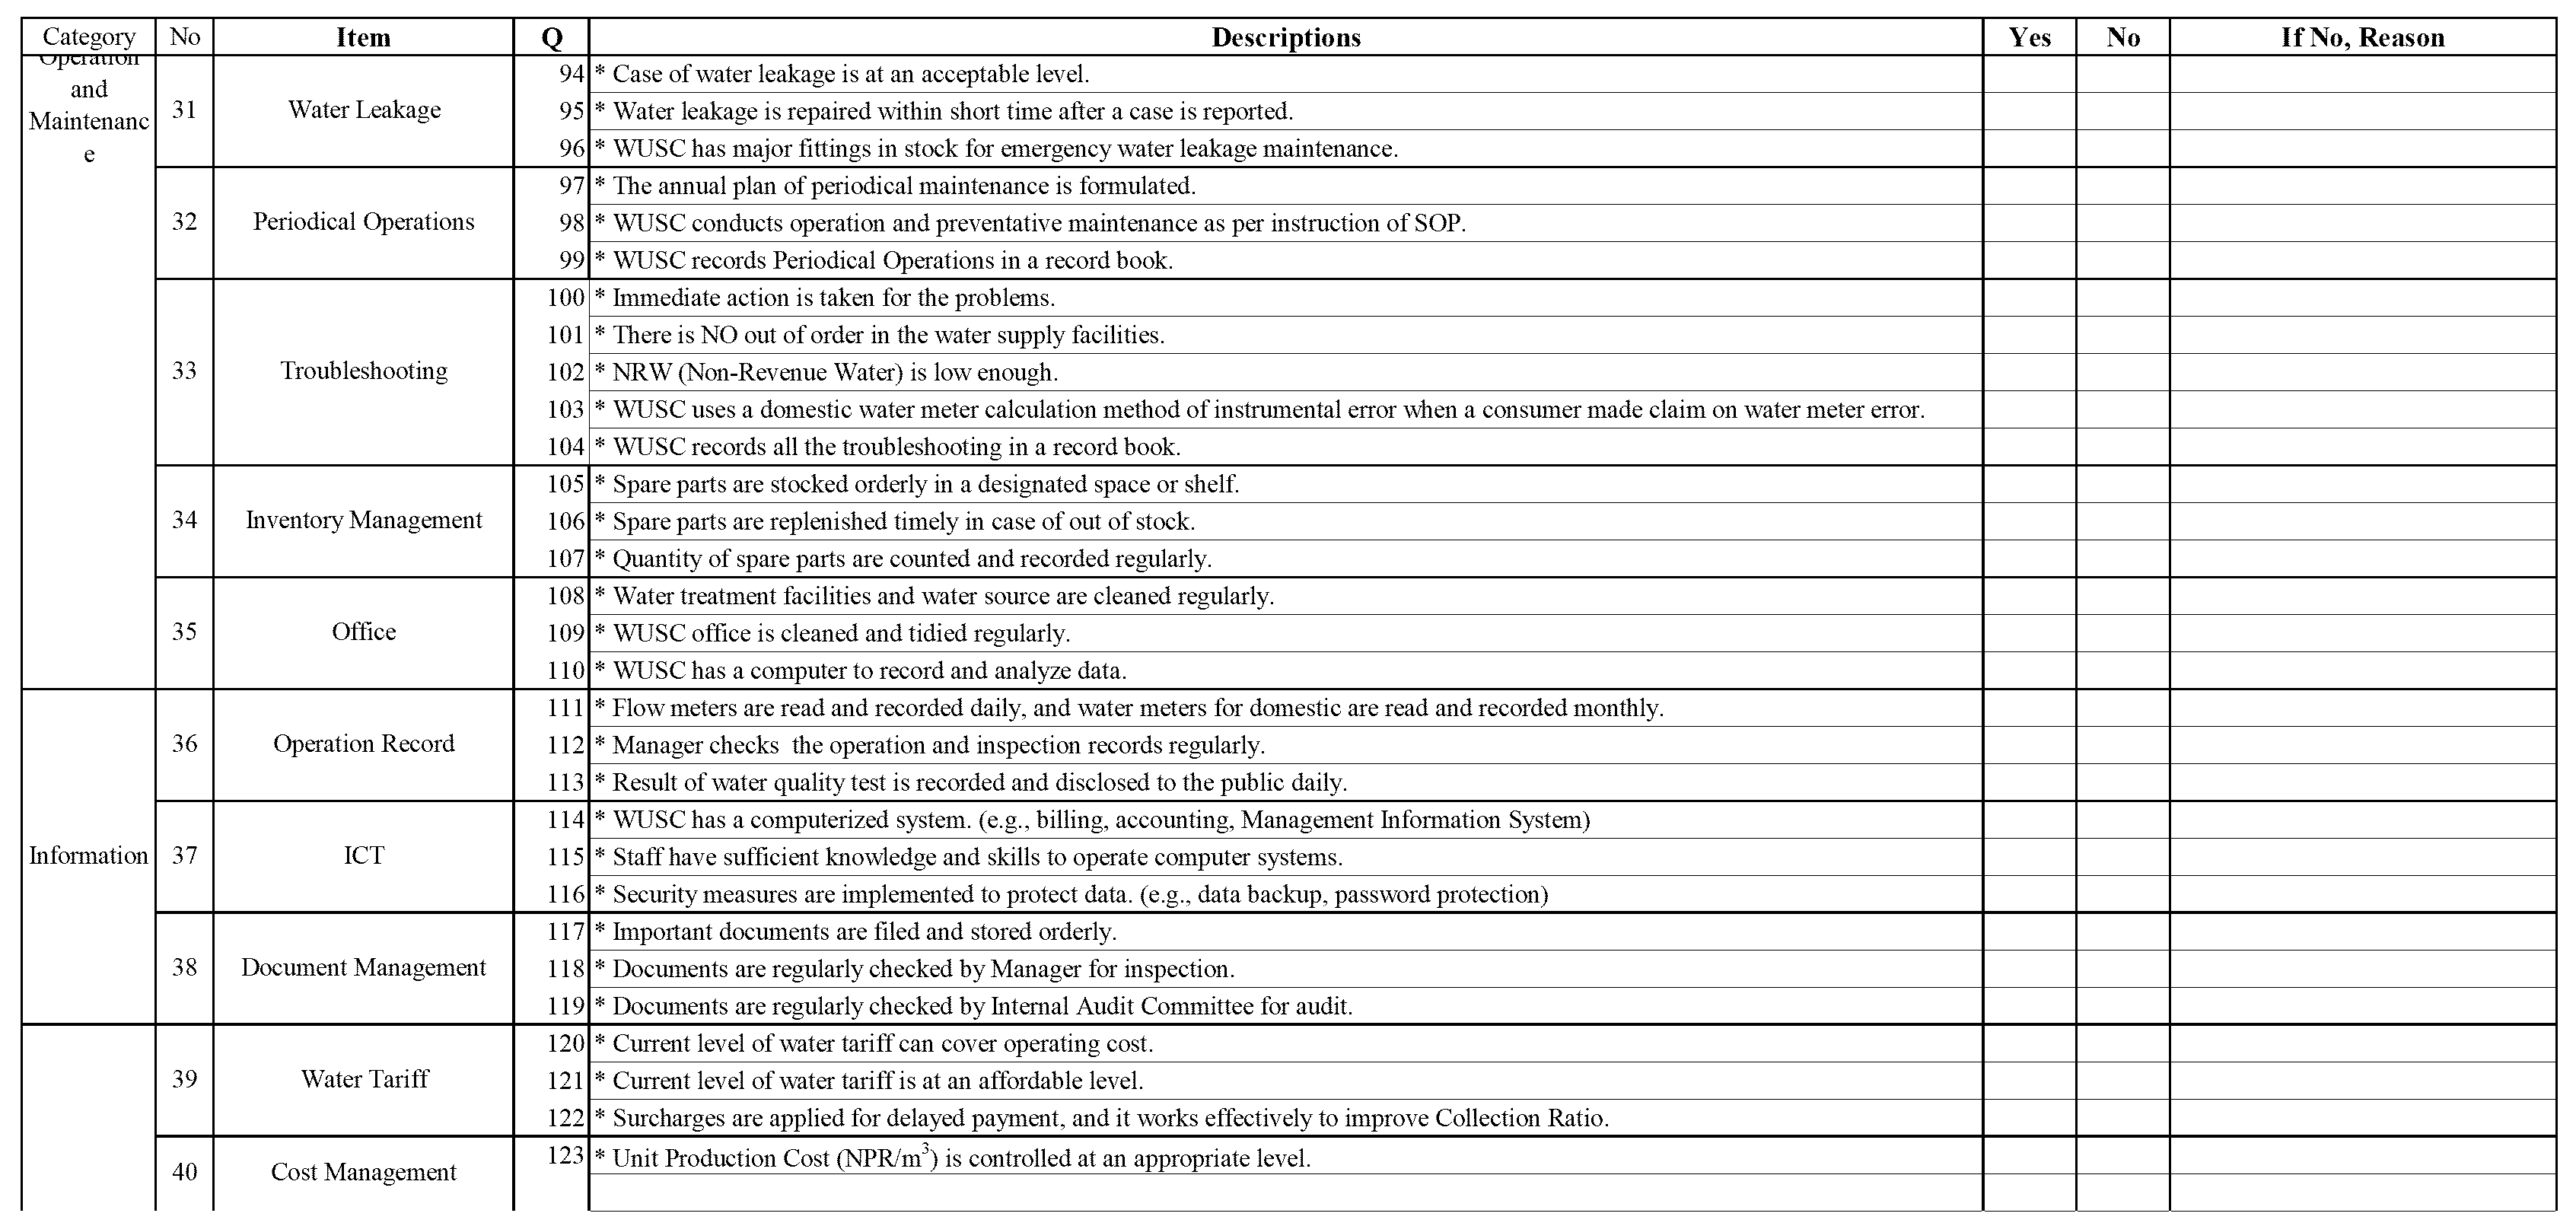 Category No Item Q Descriptions Yes No If No, Reason
Operation
and
Maintenanc
e
31 Water Leakage
94 * Case of water leakage is at an acceptable level.
95 * Water leakage is repaired within short time after a case is reported.
96 * WUSC has major fittings in stock for emergency water leakage maintenance.
32 Periodical Operations
97 * The annual plan of periodical maintenance is formulated.
98 * WUSC conducts operation and preventative maintenance as per instruction of SOP.
99 * WUSC records Periodical Operations in a record book.
33 Troubleshooting
100 * Immediate action is taken for the problems.
101 * There is NO out of order in the water supply facilities.
102 * NRW (Non-Revenue Water) is low enough.
103 * WUSC uses a domestic water meter calculation method of instrumental error when a consumer made claim on water meter error.
104 * WUSC records all the troubleshooting in a record book.
34 Inventory Management
105 * Spare parts are stocked orderly in a designated space or shelf.
106 * Spare parts are replenished timely in case of out of stock.
107 * Quantity of spare parts are counted and recorded regularly.
35 Office
108 * Water treatment facilities and water source are cleaned regularly.
109 * WUSC office is cleaned and tidied regularly.
110 * WUSC has a computer to record and analyze data.
Information
36 Operation Record
111 * Flow meters are read and recorded daily, and water meters for domestic are read and recorded monthly.
112 * Manager checks  the operation and inspection records regularly.
113 * Result of water quality test is recorded and disclosed to the public daily.
37 ICT
114 * WUSC has a computerized system. (e.g., billing, accounting, Management Information System)
115 * Staff have sufficient knowledge and skills to operate computer systems.
116 * Security measures are implemented to protect data. (e.g., data backup, password protection)
38 Document Management
117 * Important documents are filed and stored orderly.
118 * Documents are regularly checked by Manager for inspection.
119 * Documents are regularly checked by Internal Audit Committee for audit.
39 Water Tariff
120 * Current level of water tariff can cover operating cost.
121 * Current level of water tariff is at an affordable level.
122 * Surcharges are applied for delayed payment, and it works effectively to improve Collection Ratio.
40 Cost Management
123 * Unit Production Cost (NPR/m³) is controlled at an appropriate level.